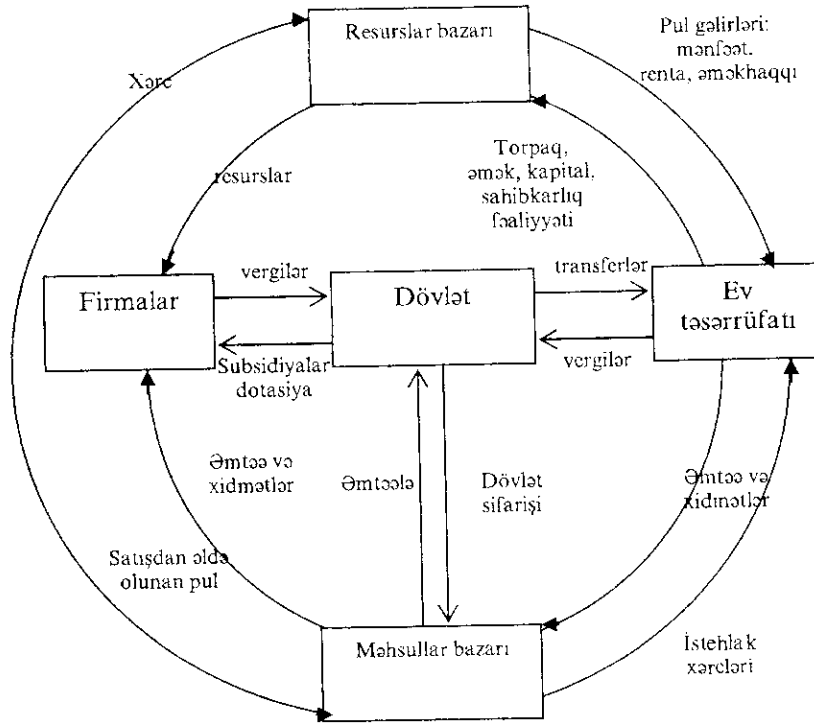 Resurslar bazarı
Pul gəlirləri:
mənfəət.
renta, əməkhaqqı
Xərc
Torpaq,
əmək, kapital,
sahibkarlıq
fəaliyyəti
resurslar
Firmalar
vergilər
Dövlət
transferlər
Ev
təsərrüfatı
Subsidiyalar
dotasiya
vergilər
Əmtəə və
xidmətlər
Əmtəələ
Dövlət
sifarişi
Əmtəə və
xidmətlər
Satışdan əldə
olunan pul
Məhsullar bazarı
İstehlak
xərcləri